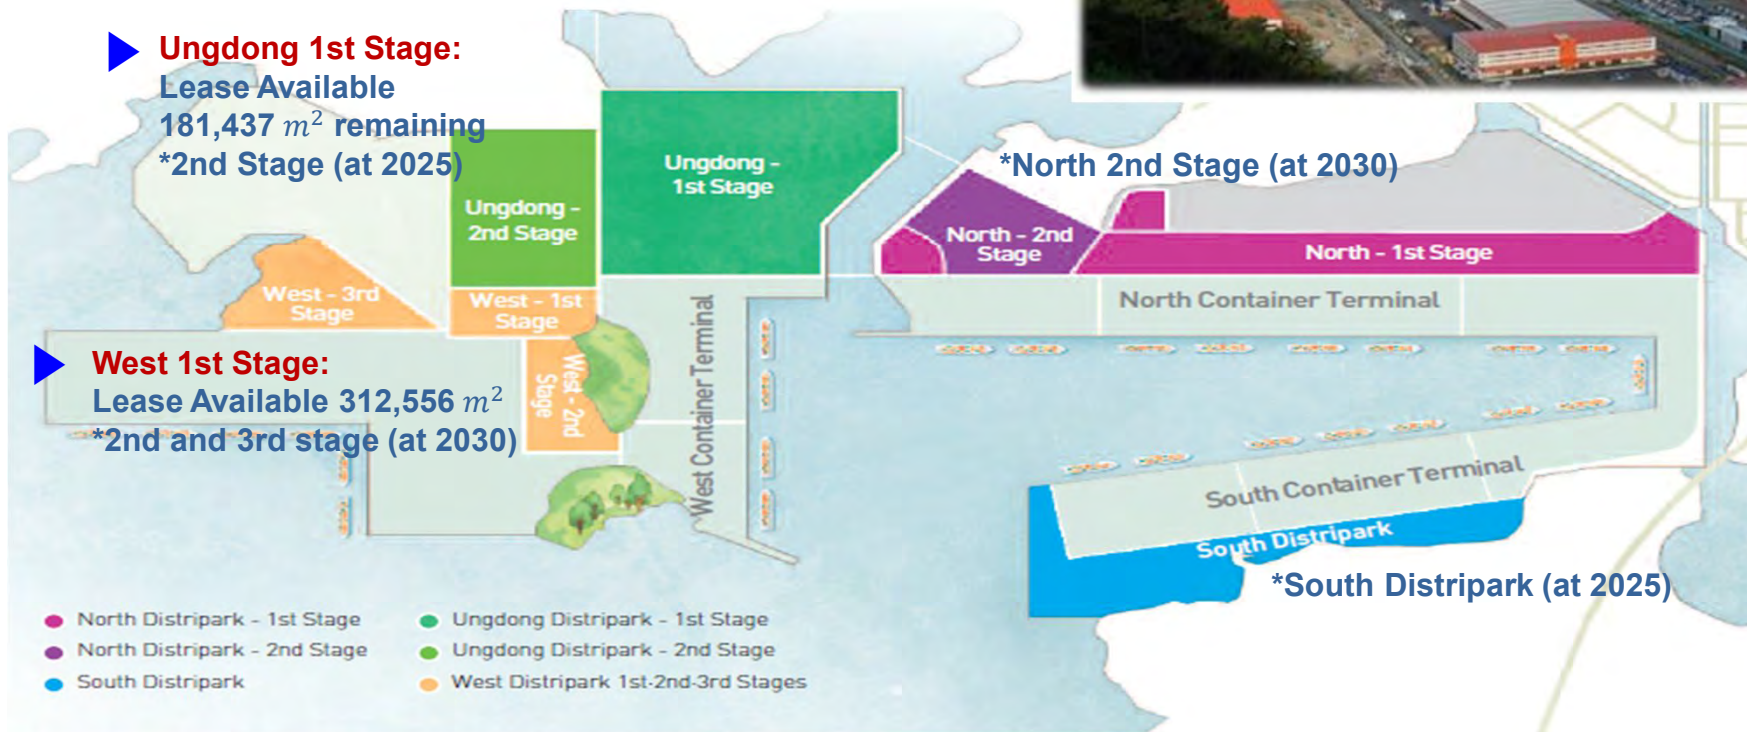 Ungdong 1st Stage:
Lease Available
181,437 m² remaining
*2nd Stage (at 2025)
Ungdong -
1st Stage
*North 2nd Stage (at 2030)
Ungdong -
2nd Stage
North - 2nd
Stage
North - 1st Stage
West - 3rd
Stage
West - 1st
Stage
North Container Terminal
West 1st Stage:
Lease Available 312,556 m²
*2nd and 3rd stage (at 2030)
West - 2nd
Stage
West Container Terminal
South Container Terminal
South Distripark
*South Distripark (at 2025)
North Distripark - 1st Stage
North Distripark - 2nd Stage
South Distripark
Ungdong Distripark - 1st Stage
Ungdong Distripark - 2nd Stage
West Distripark 1st·2nd·3rd Stages